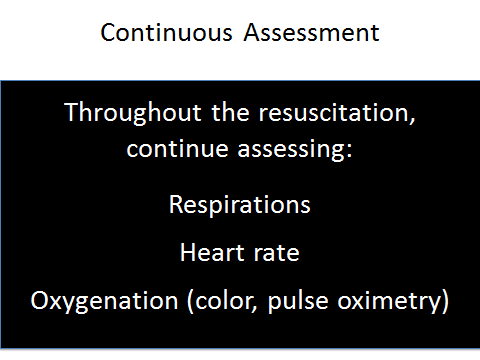 Continuous Assessment
Throughout the resuscitation,
continue assessing:
Respirations
Heart rate
Oxygenation (color, pulse oximetry)